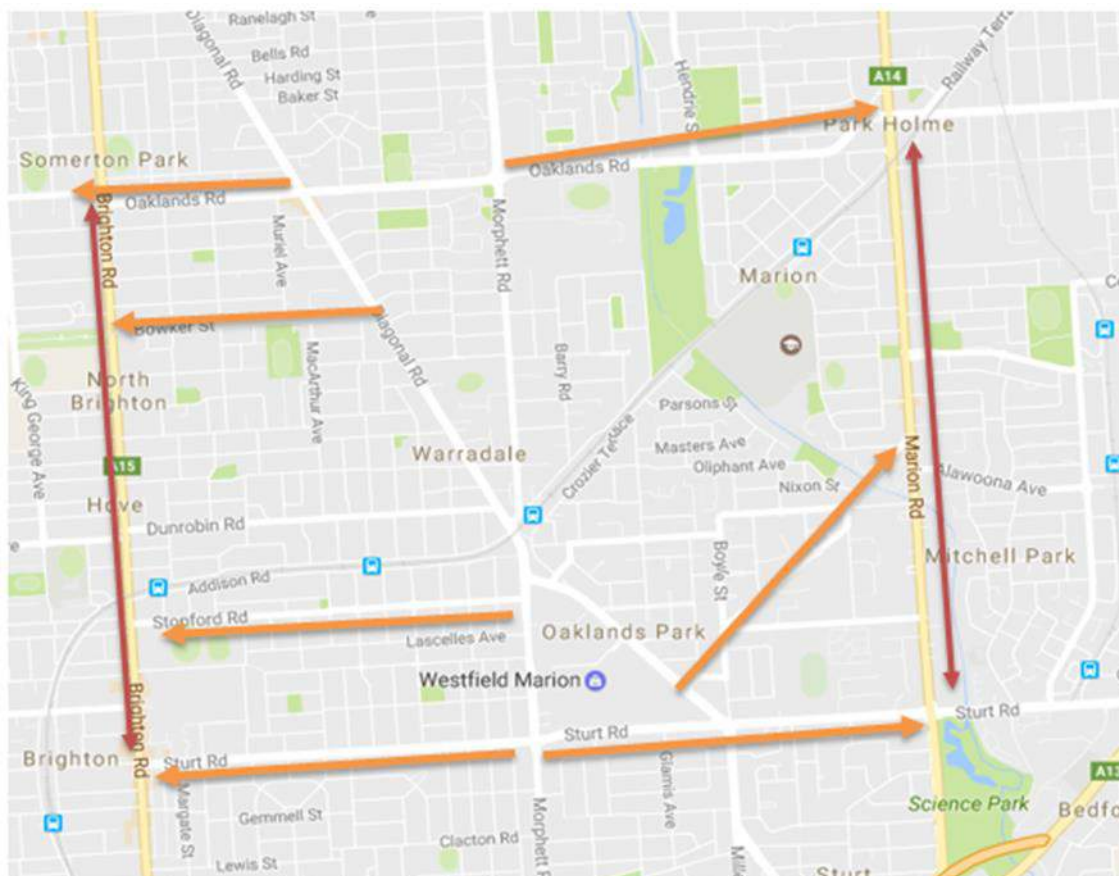 Ranelagh St
Diagonal Rd
Bells Rd
Harding St
Baker St
Hendrie S
A14
Railway Terra
Park Holme
Somerton Park
Oaklands Rd
Oaklands Rd
Brighton Rd
Muriel Ave
Morphett Rd
Marion
Bowker St
Diagonal Rd
North
Brighton
King George Ave
MacArthur Ave
Barry Rd
Parsons St
Warradale
Crozier Terrace
Masters Ave
Oliphant Ave
Nixon St
Marion Rd
Alawoona Ave
A15
Hove
Dunrobin Rd
Boyle St
Mitchell Park
Addison Rd
Stopford Rd
Lascelles Ave
Oaklands Park
Westfield Marion
Brighton Rd
Sturt Rd
Sturt Rd
Brighton
Sturt Rd
Margate St
Glamis Ave
A13
Gemmell St
Science Park
Bedfo
Clacton Rd
Morphett R
Lewis St
Sturt